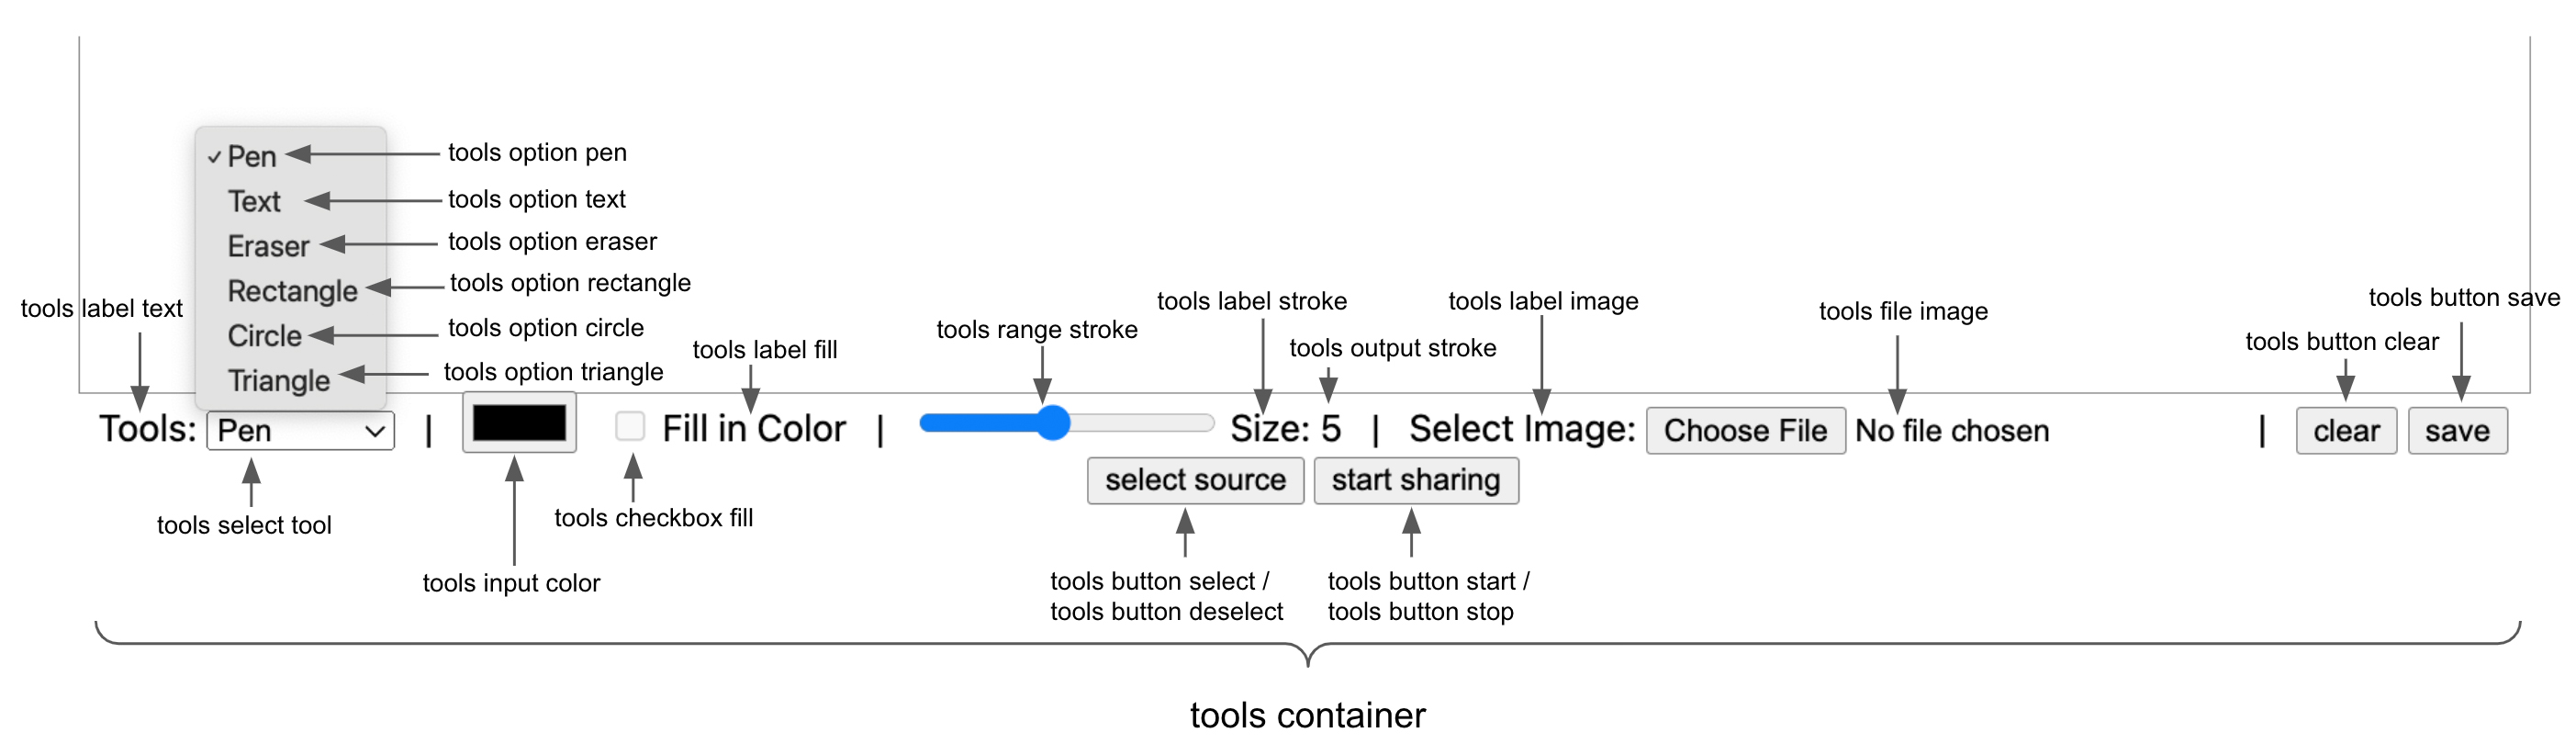 ✓ Pen
tools option pen
Text
tools option text
Eraser
tools option eraser
Rectangle
tools option rectangle
Circle
tools option circle
Triangle
tools option triangle
tools label text
tools label fill
tools range stroke
tools label stroke
tools output stroke
tools label image
tools file image
tools button clear
tools button save
Tools: Pen | Fill in Color | Size: 5 | Select Image: Choose File No file chosen | clear save
select source start sharing
tools select tool
tools input color
tools checkbox fill
tools button select /
tools button deselect
tools button start /
tools button stop
tools container